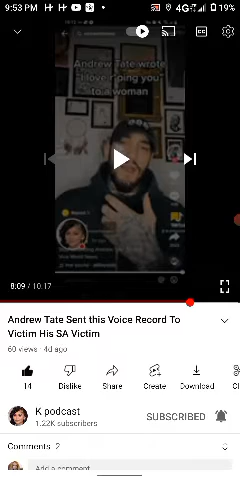 9:53 PM
4G
19%
Andrew Tate wrote
"I love r ping you"
to a woman
8:09 / 10:17
Andrew Tate Sent this Voice Record To
Victim His SA Victim
60 views · 4d ago
14
Dislike
Share
Create
Download
K podcast
1.22K subscribers
SUBSCRIBED
Comments 2
Add a comment...